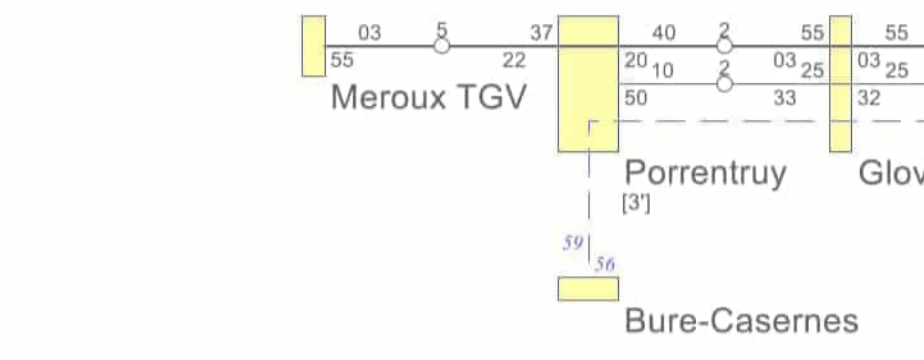 03 5 37 40 2 55 55
55 22 20 10 2 03 25 03 25
Meroux TGV 50 33 32
Porrentruy Glov
[3']
59
56
Bure-Casernes